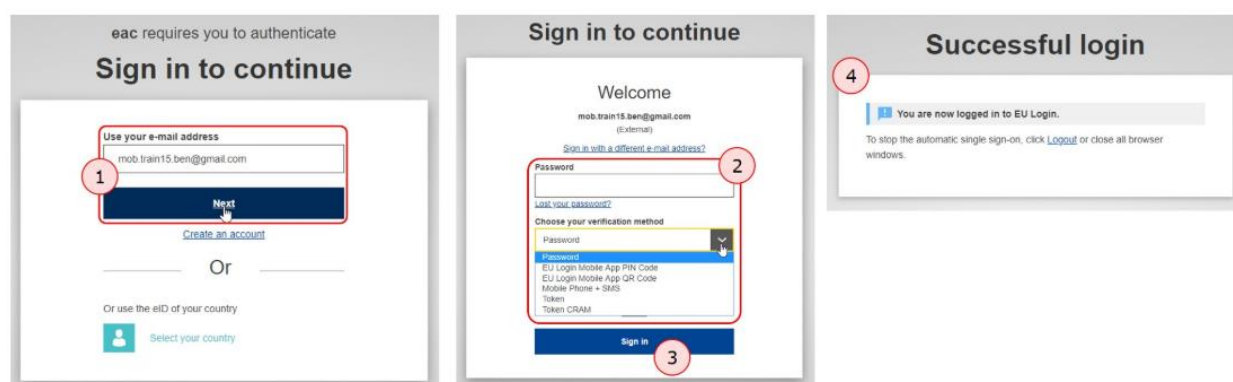 eac requires you to authenticate
Sign in to continue
Use your e-mail address
mob.train15.ben@gmail.com
1
Next
Create an account
Or
Or use the eID of your country
Select your country
Sign in to continue
Welcome
mob.train15.ben@gmail.com
(External)
Sign in with a different e-mail address?
2
Password
Lost your password?
Choose your verification method
Password
Password
EU Login Mobile App PIN Code
EU Login Mobile App QR Code
Mobile Phone + SMS
Token
Token CRAM
Sign in
3
Successful login
4
You are now logged in to EU Login.
To stop the automatic single sign-on, click Logout or close all browser
windows.